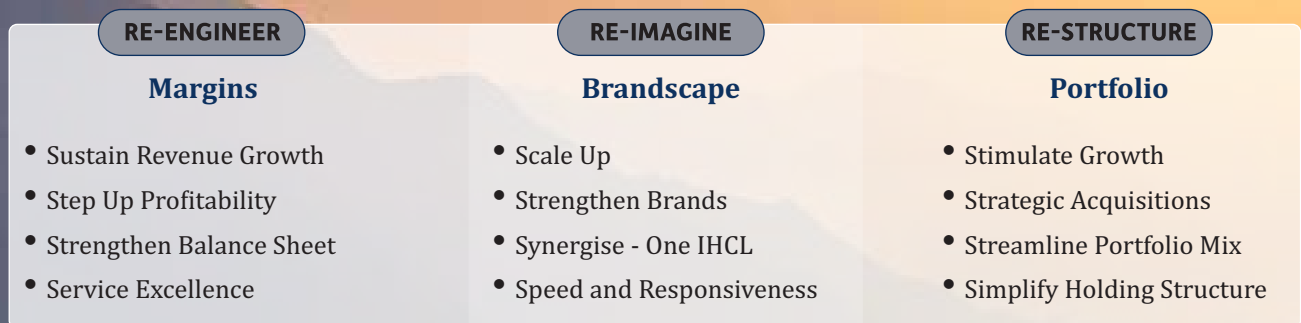 RE-ENGINEER
Margins
• Sustain Revenue Growth
• Step Up Profitability
• Strengthen Balance Sheet
• Service Excellence
RE-IMAGINE
Brandscape
• Scale Up
• Strengthen Brands
• Synergise - One IHCL
• Speed and Responsiveness
RE-STRUCTURE
Portfolio
• Stimulate Growth
• Strategic Acquisitions
• Streamline Portfolio Mix
• Simplify Holding Structure